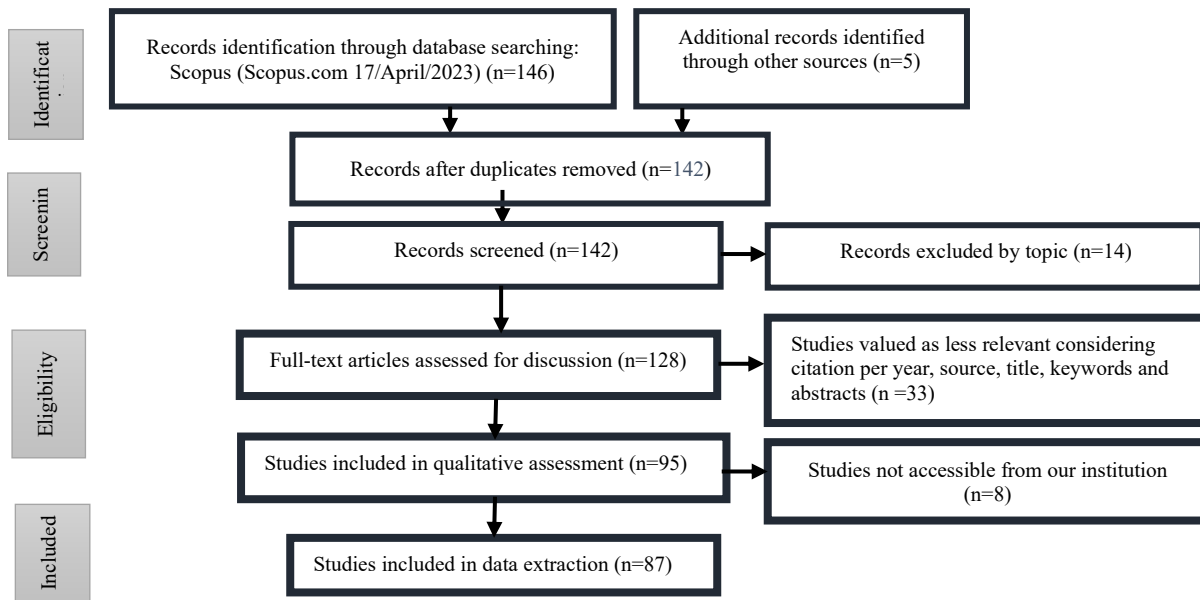 Identificat
Records identification through database searching:
Scopus (Scopus.com 17/April/2023) (n=146)
Additional records identified
through other sources (n=5)
Records after duplicates removed (n=142)
Screenin
Records screened (n=142)
Records excluded by topic (n=14)
Eligibility
Full-text articles assessed for discussion (n=128)
Studies valued as less relevant considering
citation per year, source, title, keywords and
abstracts (n =33)
Studies included in qualitative assessment (n=95)
Studies not accessible from our institution
(n=8)
Included
Studies included in data extraction (n=87)